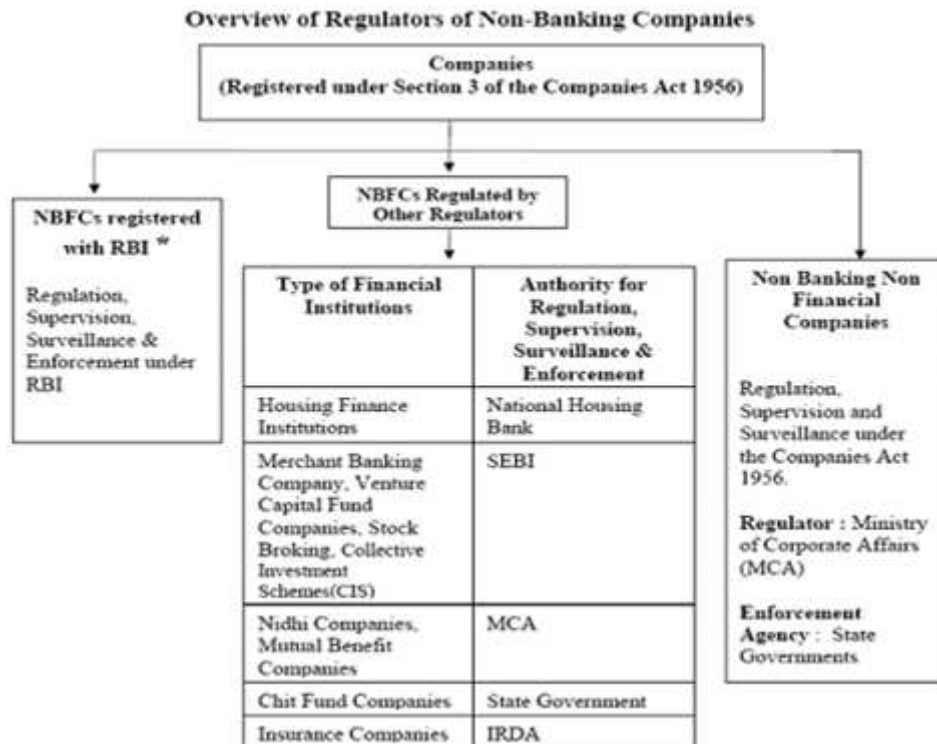 Overview of Regulators of Non-Banking Companies
Companies
(Registered under Section 3 of the Companies Act 1956)
NBFCs registered
with RBI *
Regulation,
Supervision,
Surveillance &
Enforcement under
RBI
NBFCs Regulated by
Other Regulators
Type of Financial
Institutions
Authority for
Regulation,
Supervision,
Surveillance &
Enforcement
Housing Finance
Institutions
National Housing
Bank
Merchant Banking
Company, Venture
Capital Fund
Companies, Stock
Broking, Collective
Investment
Schemes(CIS)
SEBI
Nidhi Companies,
Mutual Benefit
Companies
MCA
Chit Fund Companies
State Government
Insurance Companies
IRDA
Non Banking Non
Financial
Companies
Regulation,
Supervision and
Surveillance under
the Companies Act
1956.
Regulator : Ministry
of Corporate Affairs
(MCA)
Enforcement
Agency : State
Governments